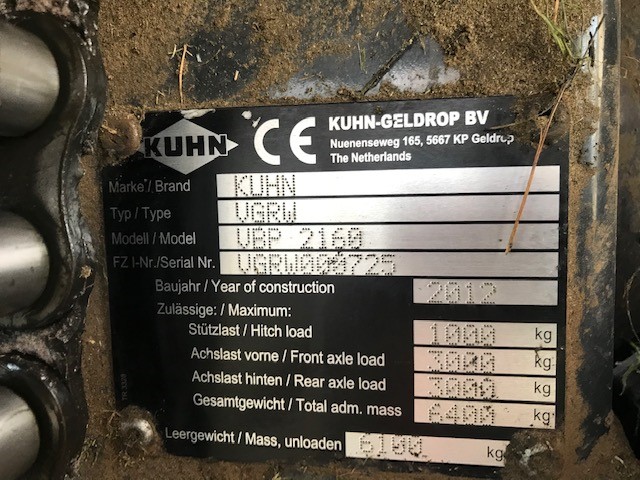 KUHN CE KUHN-GELDROP BV
Nuenenseweg 165, 5667 KP Geldrop
The Netherlands
Marke / Brand KUHN
Typ / Type VGRW
Modell / Model VBP 2160
FZ I-Nr./Serial Nr. VGRW000725
Baujahr / Year of construction 2012
Zulässige: / Maximum:
Stützlast / Hitch load 1000 kg
Achslast vorne / Front axle load 3000 kg
Achslast hinten / Rear axle load 3000 kg
Gesamtgewicht / Total adm. mass 6400 kg
Leergewicht / Mass, unloaden 6100 kg